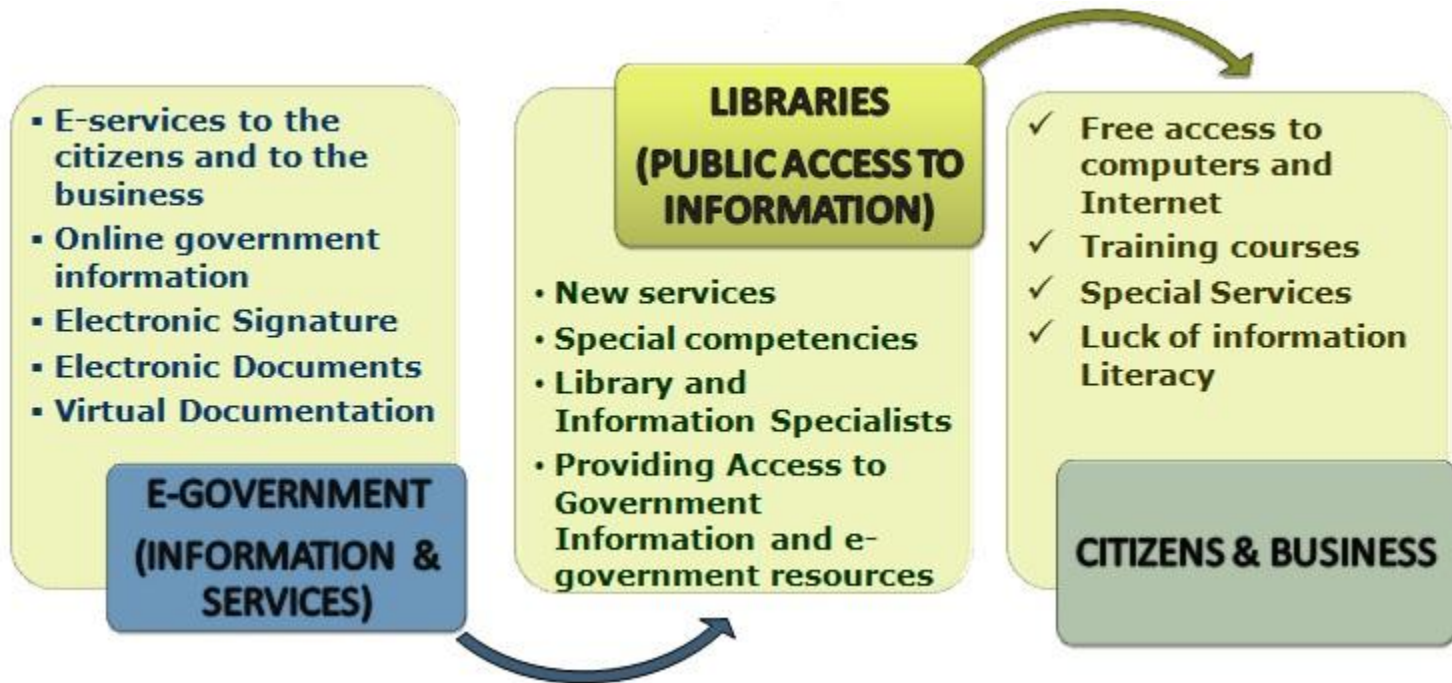 ▪ E-services to the
citizens and to the
business
▪ Online government
information
▪ Electronic Signature
▪ Electronic Documents
▪ Virtual Documentation
E-GOVERNMENT
(INFORMATION &
SERVICES)
LIBRARIES
(PUBLIC ACCESS TO
INFORMATION)
• New services
• Special competencies
• Library and
Information Specialists
• Providing Access to
Government
Information and e-
government resources
✓ Free access to
computers and
Internet
✓ Training courses
✓ Special Services
✓ Luck of information
Literacy
CITIZENS & BUSINESS